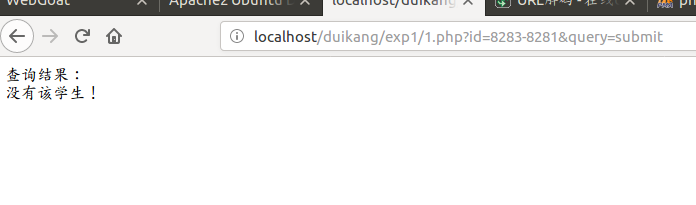 WebGoat
Apache2 Ubuntu D
localhost/duikang
URL
ph
localhost/duikang/exp1/1.php?id=8283-8281&query=submit
查询结果：
没有该学生！